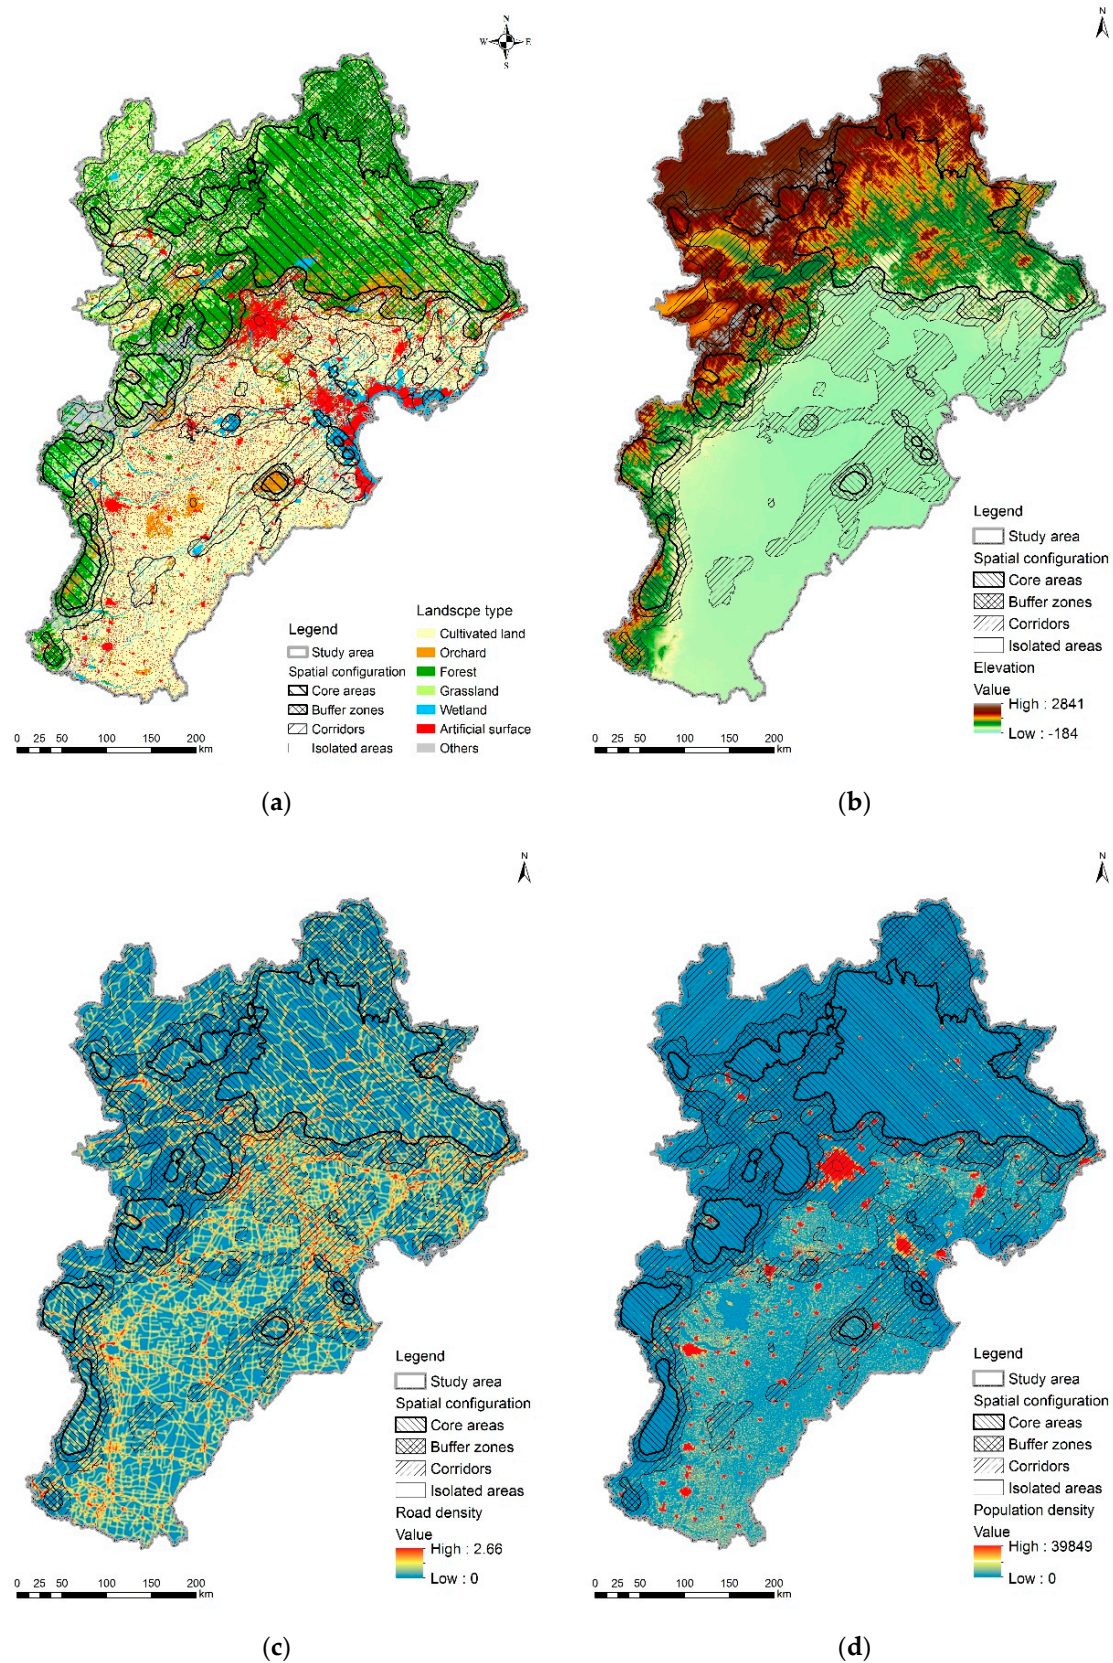 N
W E
S
Legend
Study area
Spatial configuration
Core areas
Buffer zones
Corridors
Isolated areas
Landscpe type
Cultivated land
Orchard
Forest
Grassland
Wetland
Artificial surface
Others
0 25 50 100 150 200
km
(a)
N
Legend
Study area
Spatial configuration
Core areas
Buffer zones
Corridors
Isolated areas
Elevation
Value
High : 2841
Low : -184
0 25 50 100 150 200
km
(b)
N
Legend
Study area
Spatial configuration
Core areas
Buffer zones
Corridors
Isolated areas
Road density
Value
High : 2.66
Low : 0
0 25 50 100 150 200
km
(c)
N
Legend
Study area
Spatial configuration
Core areas
Buffer zones
Corridors
Isolated areas
Population density
Value
High : 39849
Low : 0
0 25 50 100 150 200
km
(d)